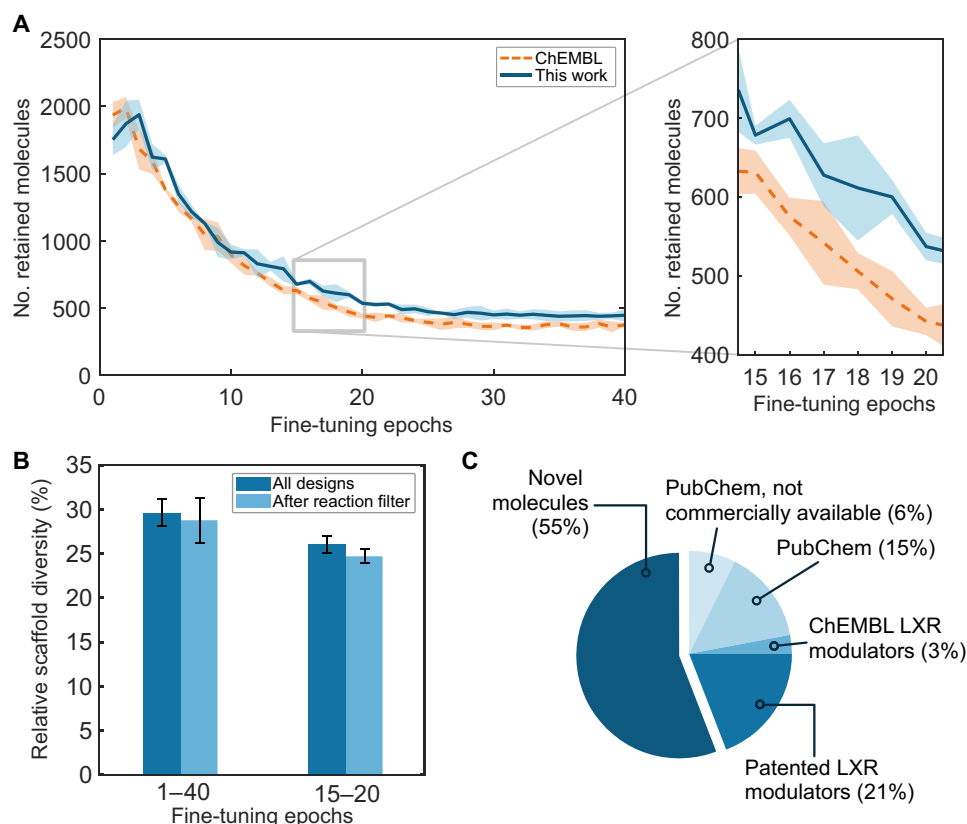 A
No. retained molecules
2500
2000
1500
1000
500
0
0
10
20
30
40
Fine-tuning epochs
ChEMBL
This work
No. retained molecules
800
700
600
500
400
15
16
17
18
19
20
Fine-tuning epochs
B
Relative scaffold diversity (%)
35
30
25
20
15
10
5
0
1–40
15–20
Fine-tuning epochs
All designs
After reaction filter
C
Novel
molecules
(55%)
PubChem, not
commercially available (6%)
PubChem (15%)
ChEMBL LXR
modulators (3%)
Patented LXR
modulators (21%)